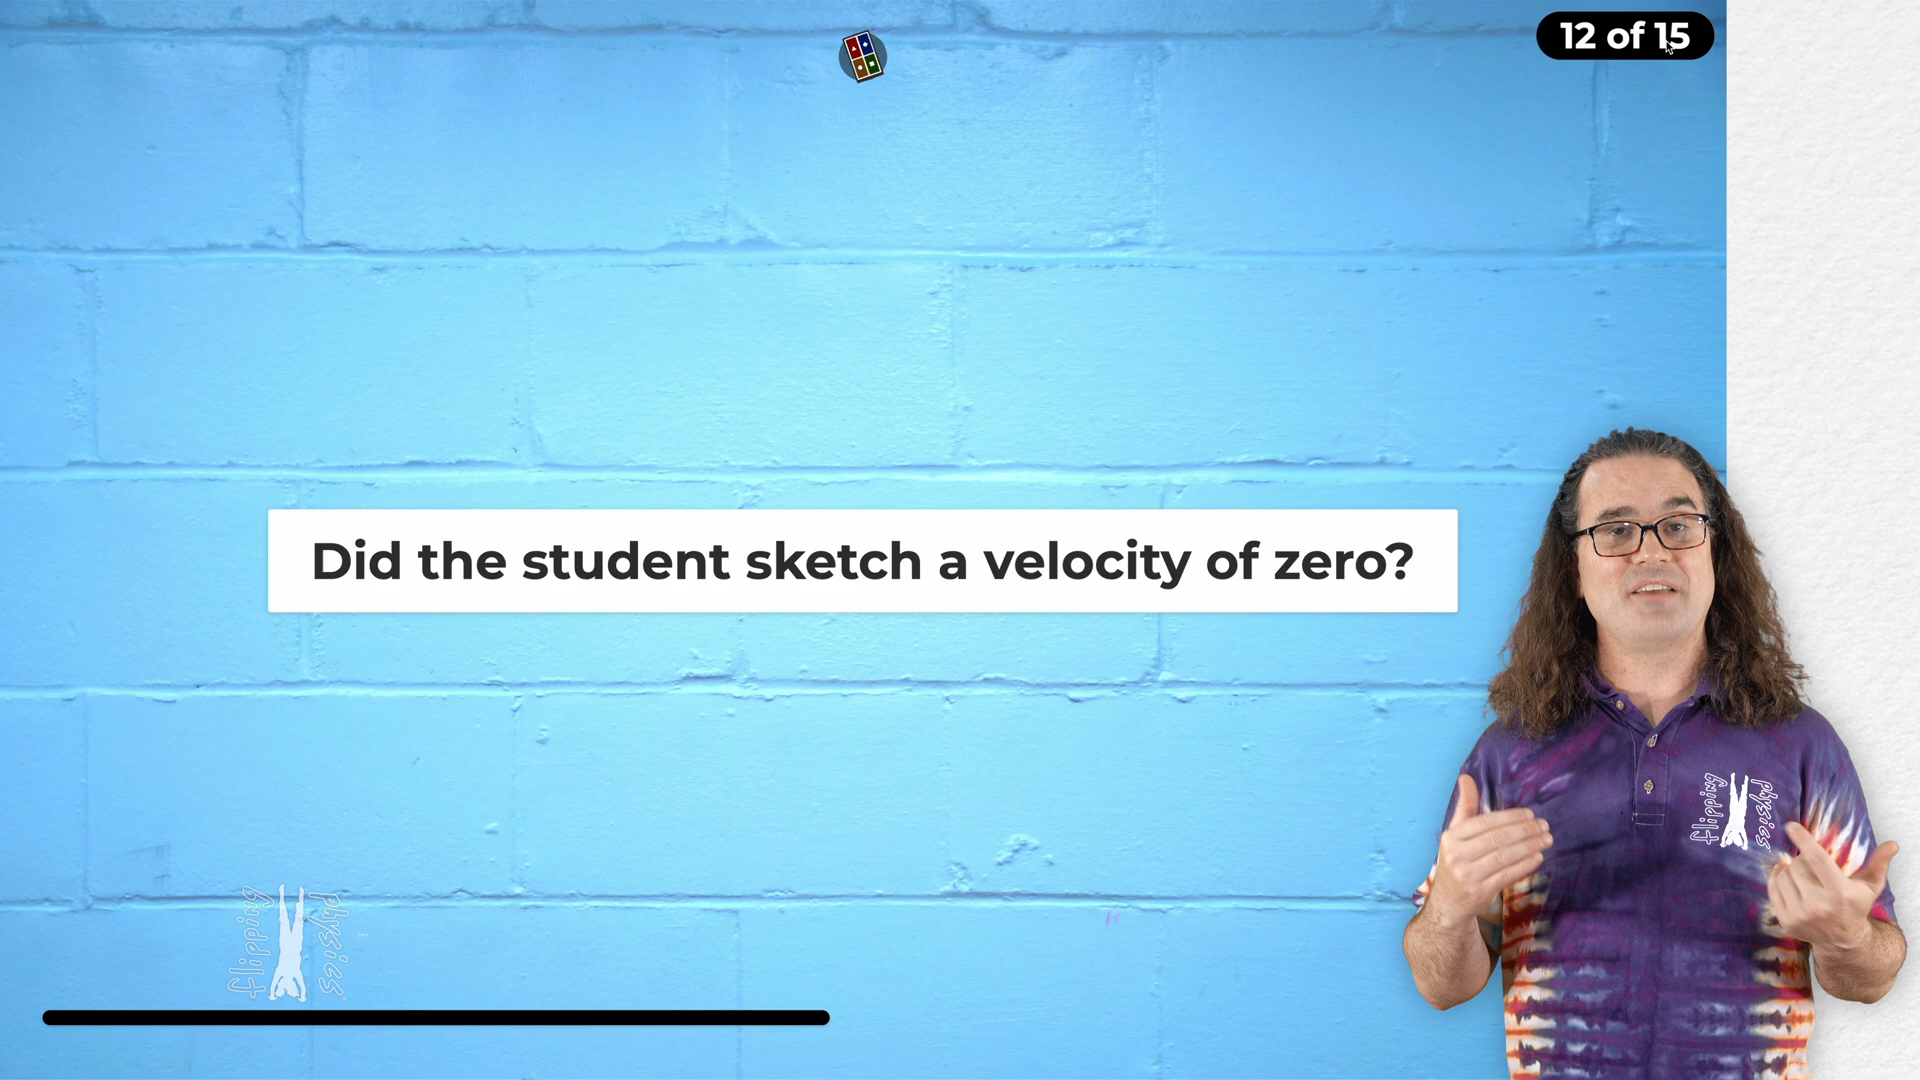 12 of 15
Did the student sketch a velocity of zero?
flipping
physics
flipping
physics